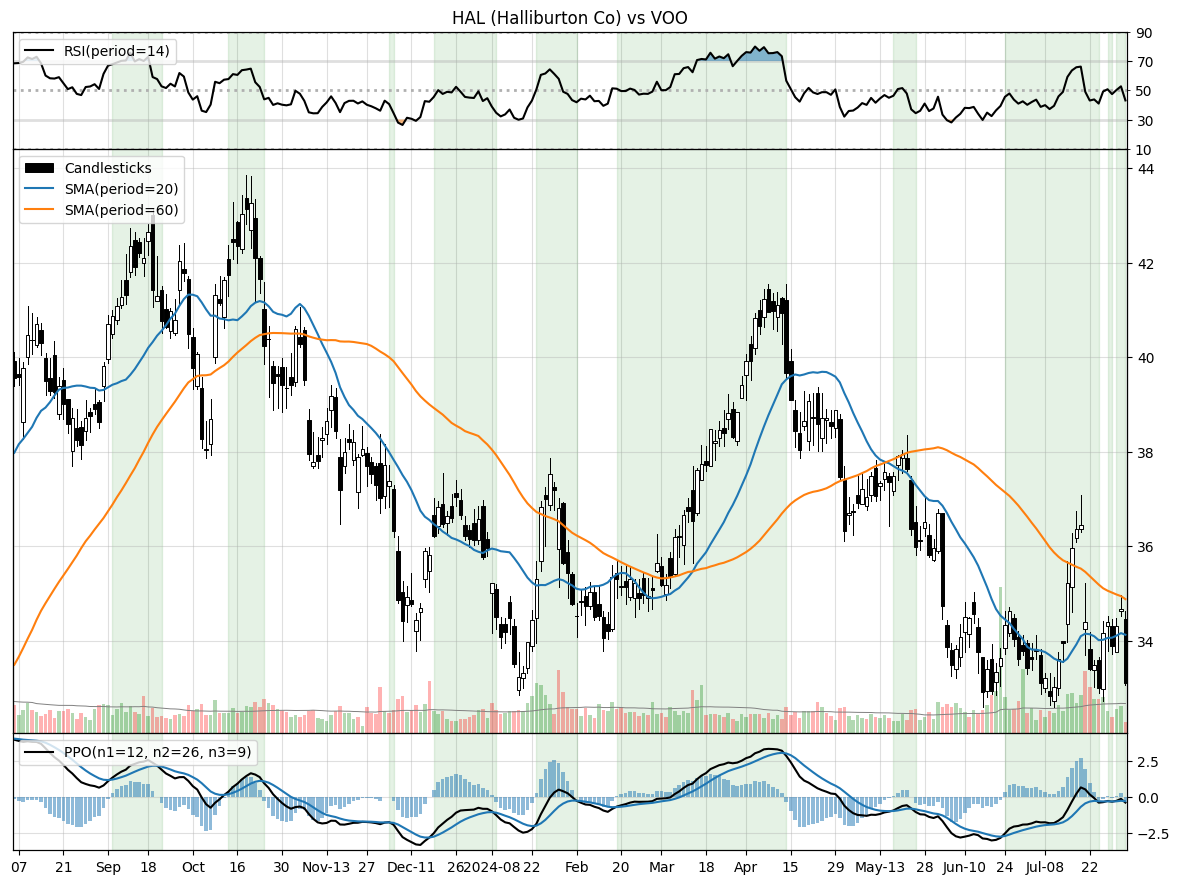 HAL (Halliburton Co) vs VOO
RSI(period=14)
90
70
50
30
10
Candlesticks
SMA(period=20)
SMA(period=60)
44
42
40
38
36
34
PPO(n1=12, n2=26, n3=9)
2.5
0.0
−2.5
07 21 Sep 18 Oct 16 30 Nov-13 27 Dec-11 26 2024-08 22 Feb 20 Mar 18 Apr 15 29 May-13 28 Jun-10 24 Jul-08 22